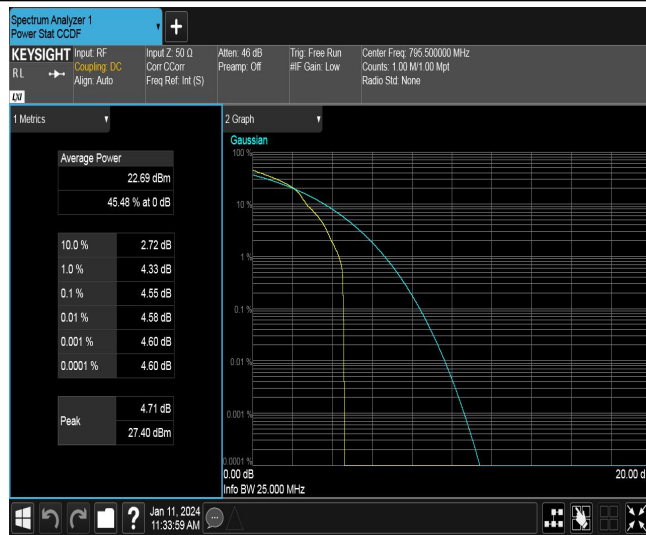 Spectrum Analyzer 1
Power Stat CCDF
+
KEYSIGHT
RL
LXI
Input: RF
Coupling: DC
Align: Auto
Input Z: 50 Ω
Corr CCorr
Freq Ref: Int (S)
Atten: 46 dB
Preamp: Off
Trig: Free Run
#IF Gain: Low
Center Freq: 795.500000 MHz
Counts: 1.00 M/1.00 Mpt
Radio Std: None
1 Metrics
Average Power
22.69 dBm
45.48 % at 0 dB
10.0 % 2.72 dB
1.0 % 4.33 dB
0.1 % 4.55 dB
0.01 % 4.58 dB
0.001 % 4.60 dB
0.0001 % 4.60 dB
Peak
4.71 dB
27.40 dBm
2 Graph
Gaussian
100 %
10 %
1 %
0.1 %
0.01 %
0.001 %
0.0001 %
0.00 dB
20.00 d
Info BW 25.000 MHz
?
Jan 11, 2024
11:33:59 AM